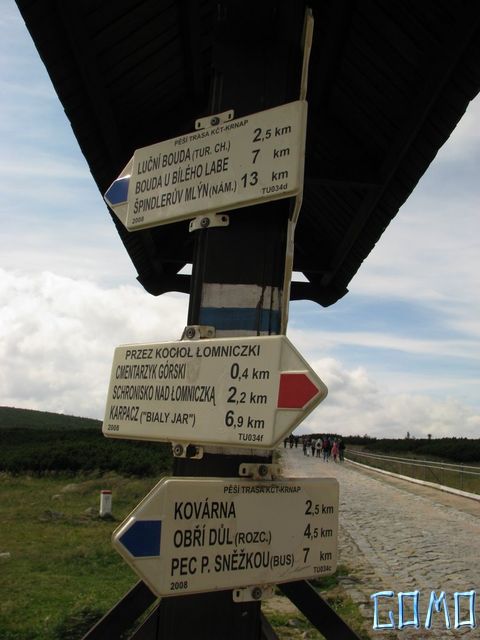 PĚŠÍ TRASA KČT-KRNAP
LUČNÍ BOUDA (TUR. CH.) 2,5 km
BOUDA U BÍLÉHO LABE 7 km
ŠPINDLERŮV MLÝN (NÁM.) 13 km
2008 TU034d
PRZEZ KOCIOŁ ŁOMNICZKI
CMENTARZYK GÓRSKI 0,4 km
SCHRONISKO NAD ŁOMNICZKĄ 2,2 km
KARPACZ ("BIALY JAR") 6,9 km
2008 TU034f
PĚŠÍ TRASA KČT-KRNAP
KOVÁRNA 2,5 km
OBŘÍ DŮL (ROZC.) 4,5 km
PEC P. SNĚŽKOU (BUS) 7 km
2008 TU034c
GOMO